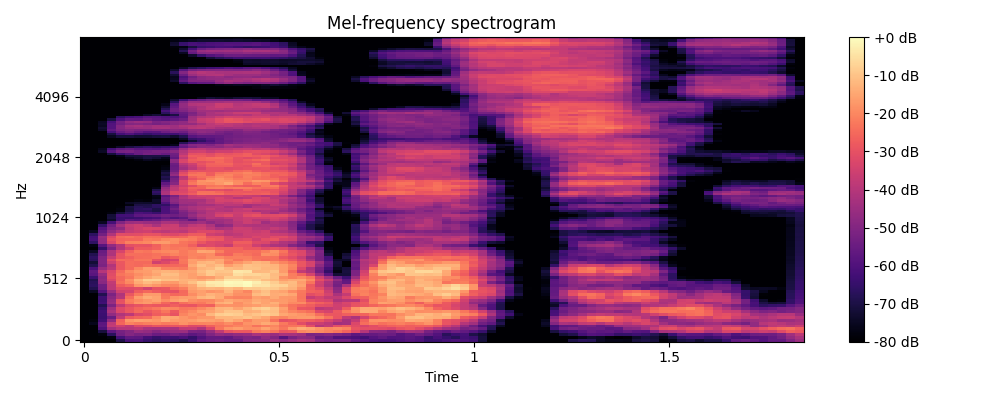 Mel-frequency spectrogram
+0 dB
-10 dB
-20 dB
-30 dB
-40 dB
-50 dB
-60 dB
-70 dB
-80 dB
Hz
4096
2048
1024
512
0
0 0.5 1 1.5
Time